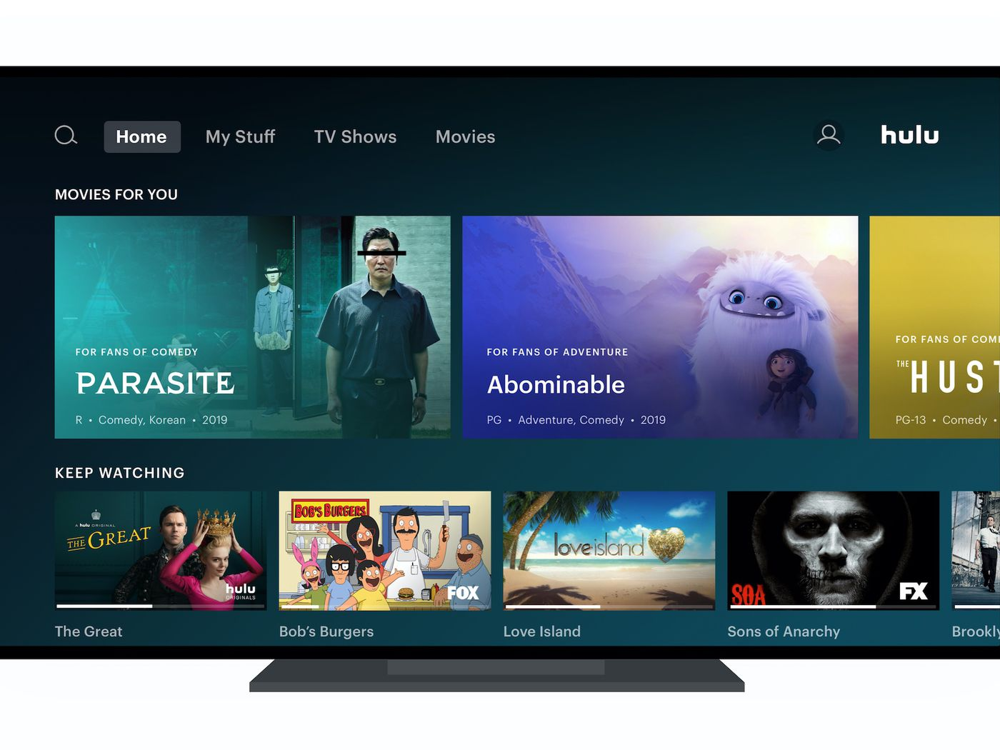 Home
My Stuff
TV Shows
Movies
hulu
MOVIES FOR YOU
FOR FANS OF COMEDY
PARASITE
R • Comedy, Korean • 2019
FOR FANS OF ADVENTURE
Abominable
PG • Adventure, Comedy • 2019
FOR FANS OF COM
THE HUST
PG-13 • Comedy •
KEEP WATCHING
A hulu ORIGINAL
THE GREAT
hulu
ORIGINALS
BOB'S BURGERS
FOX
loveisland
SOA
FX
The Great
Bob's Burgers
Love Island
Sons of Anarchy
Brookly